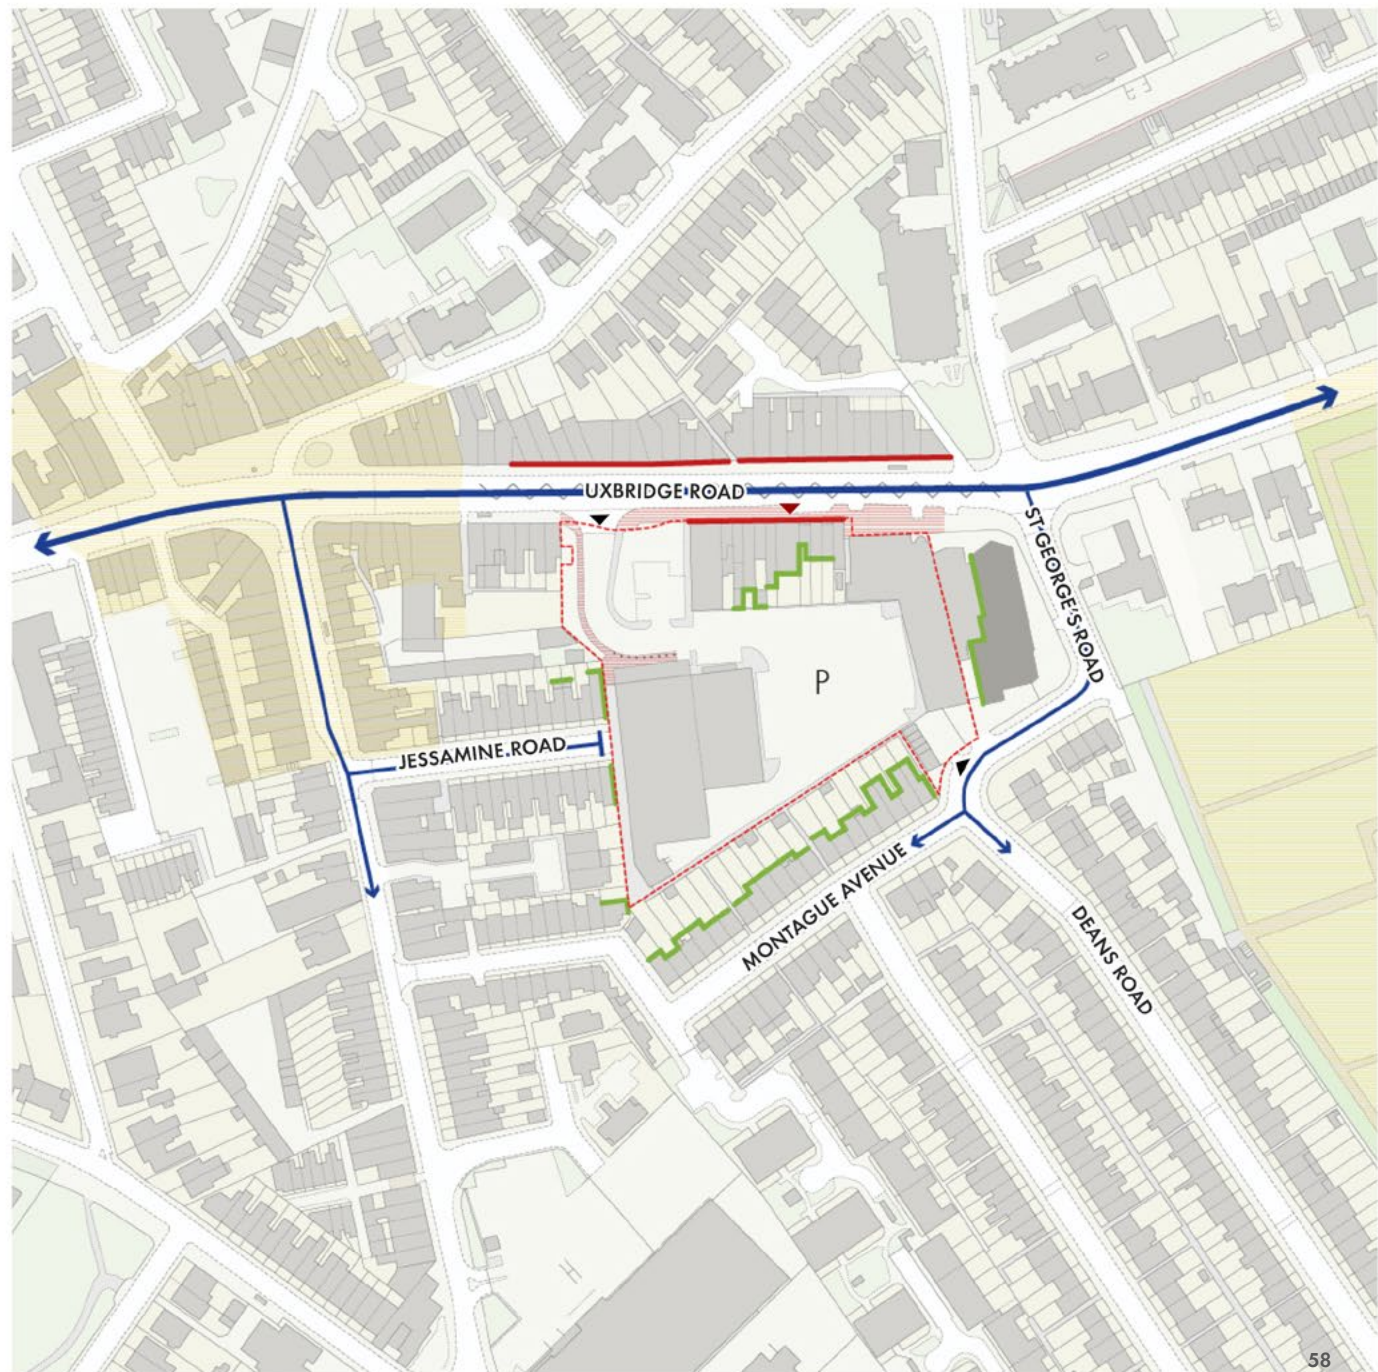 UXBRIDGE ROAD
ST GEORGE'S ROAD
P
JESSAMINE ROAD
MONTAGUE AVENUE
DEANS ROAD
58